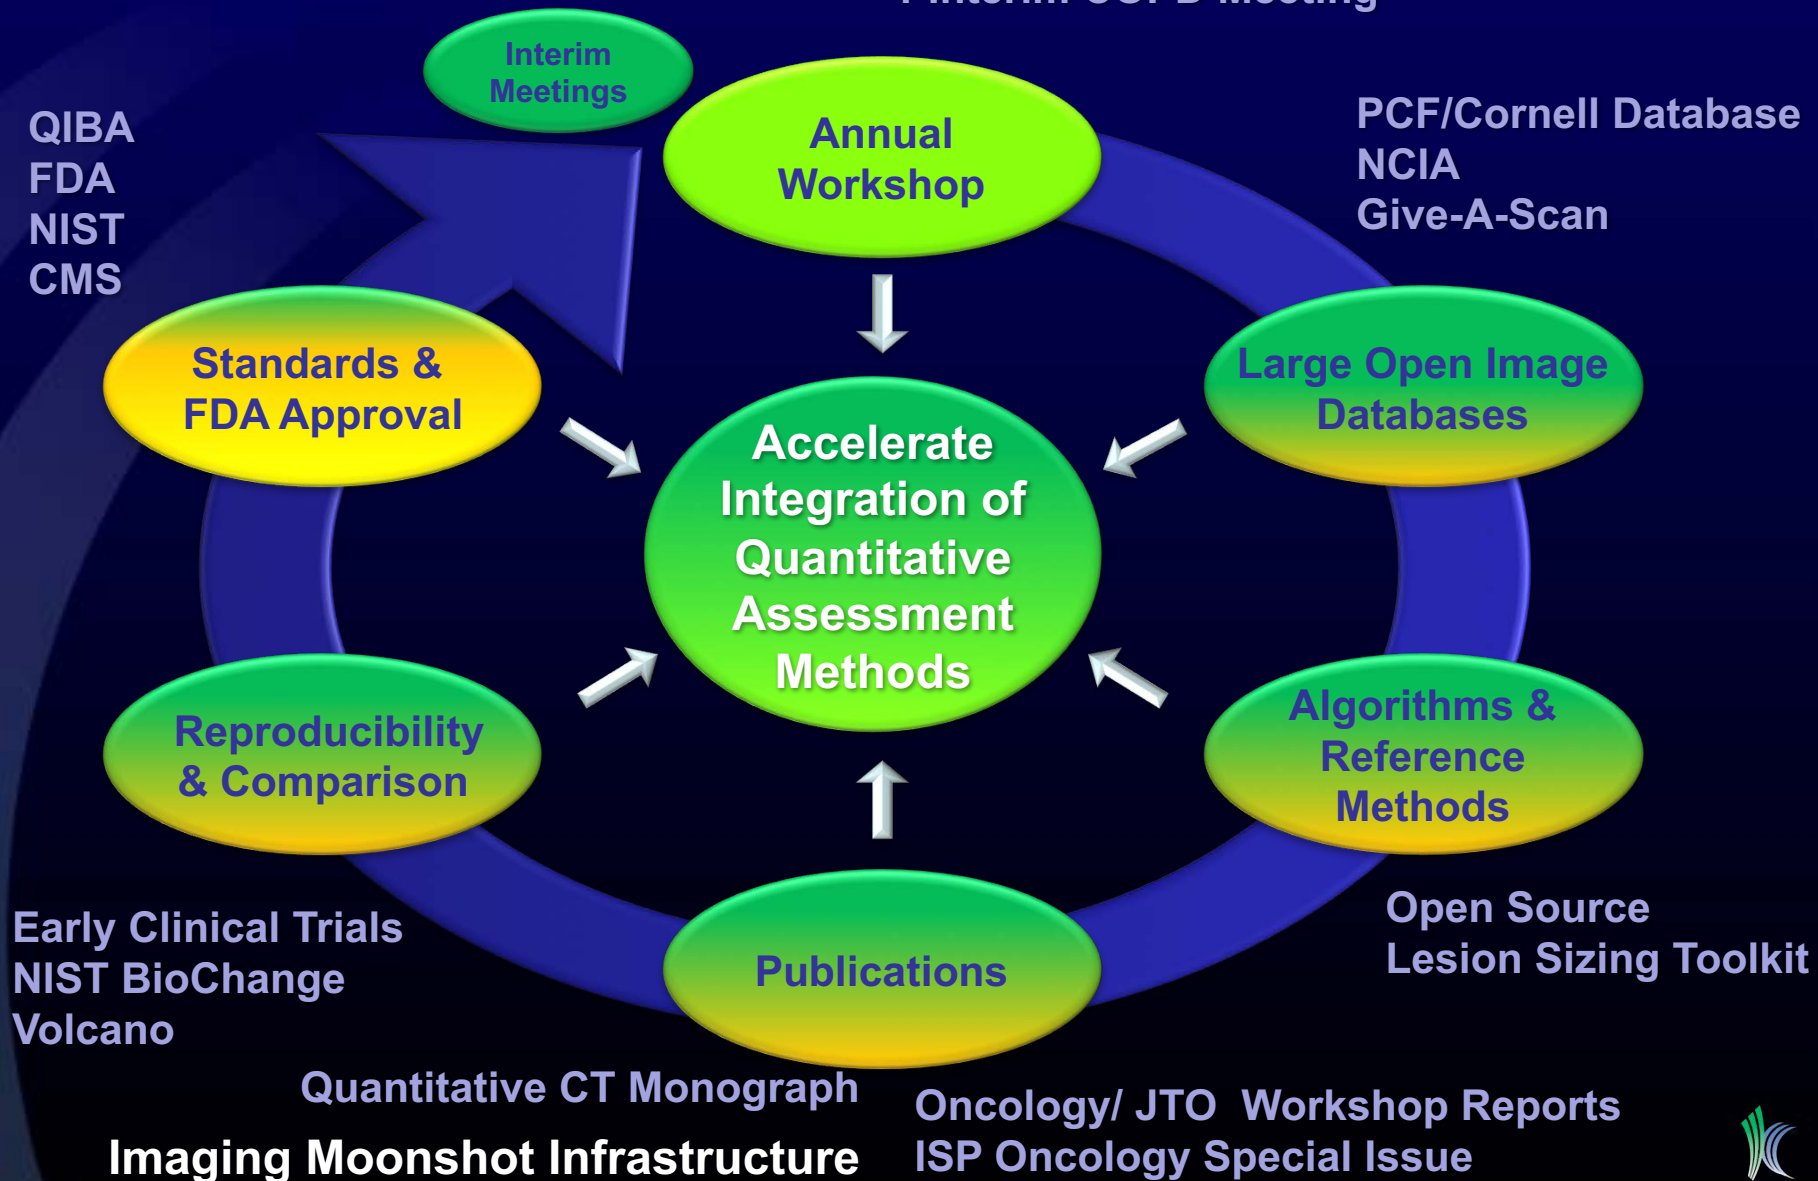 Meeting
Interim
Meetings
Annual
Workshop
QIBA
FDA
NIST
CMS
PCF/Cornell Database
NCIA
Give-A-Scan
Standards &
FDA Approval
Large Open Image
Databases
Accelerate
Integration of
Quantitative
Assessment
Methods
Reproducibility
& Comparison
Algorithms &
Reference
Methods
Publications
Early Clinical Trials
NIST BioChange
Volcano
Open Source
Lesion Sizing Toolkit
Quantitative CT Monograph
Oncology/ JTO Workshop Reports
ISP Oncology Special Issue
Imaging Moonshot Infrastructure